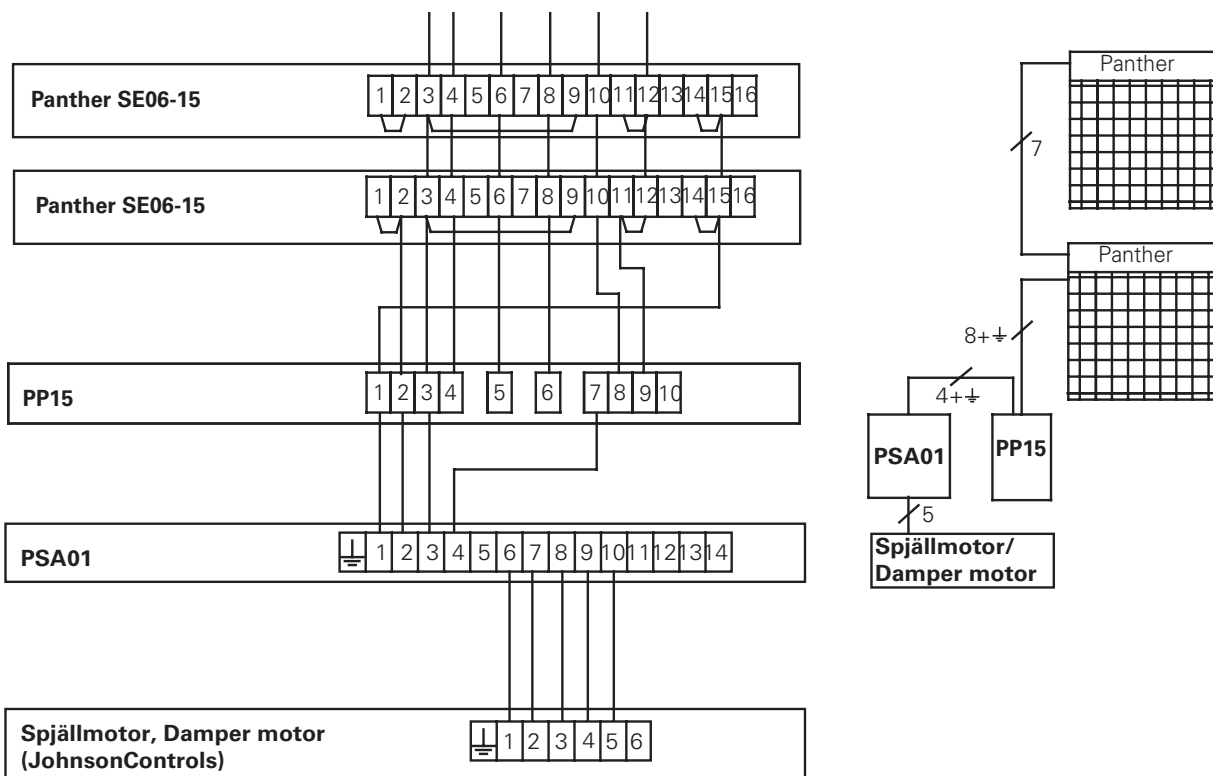 Panther SE06-15
1 2 3 4 5 6 7 8 9 10 11 12 13 14 15 16
Panther SE06-15
1 2 3 4 5 6 7 8 9 10 11 12 13 14 15 16
PP15
1 2 3 4 5 6 7 8 9 10
PSA01
1 2 3 4 5 6 7 8 9 10 11 12 13 14
Spjällmotor, Damper motor
(JohnsonControls)
1 2 3 4 5 6
Panther
7
Panther
8+⏚
4+⏚
PSA01
PP15
5
Spjällmotor/
Damper motor